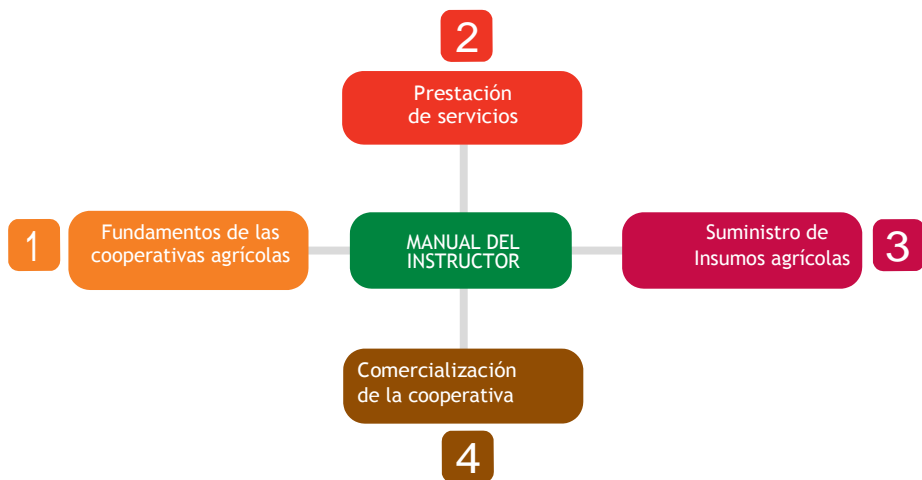 2
Prestación
de servicios
1
Fundamentos de las
cooperativas agrícolas
MANUAL DEL
INSTRUCTOR
Suministro de
Insumos agrícolas
3
Comercialización
de la cooperativa
4